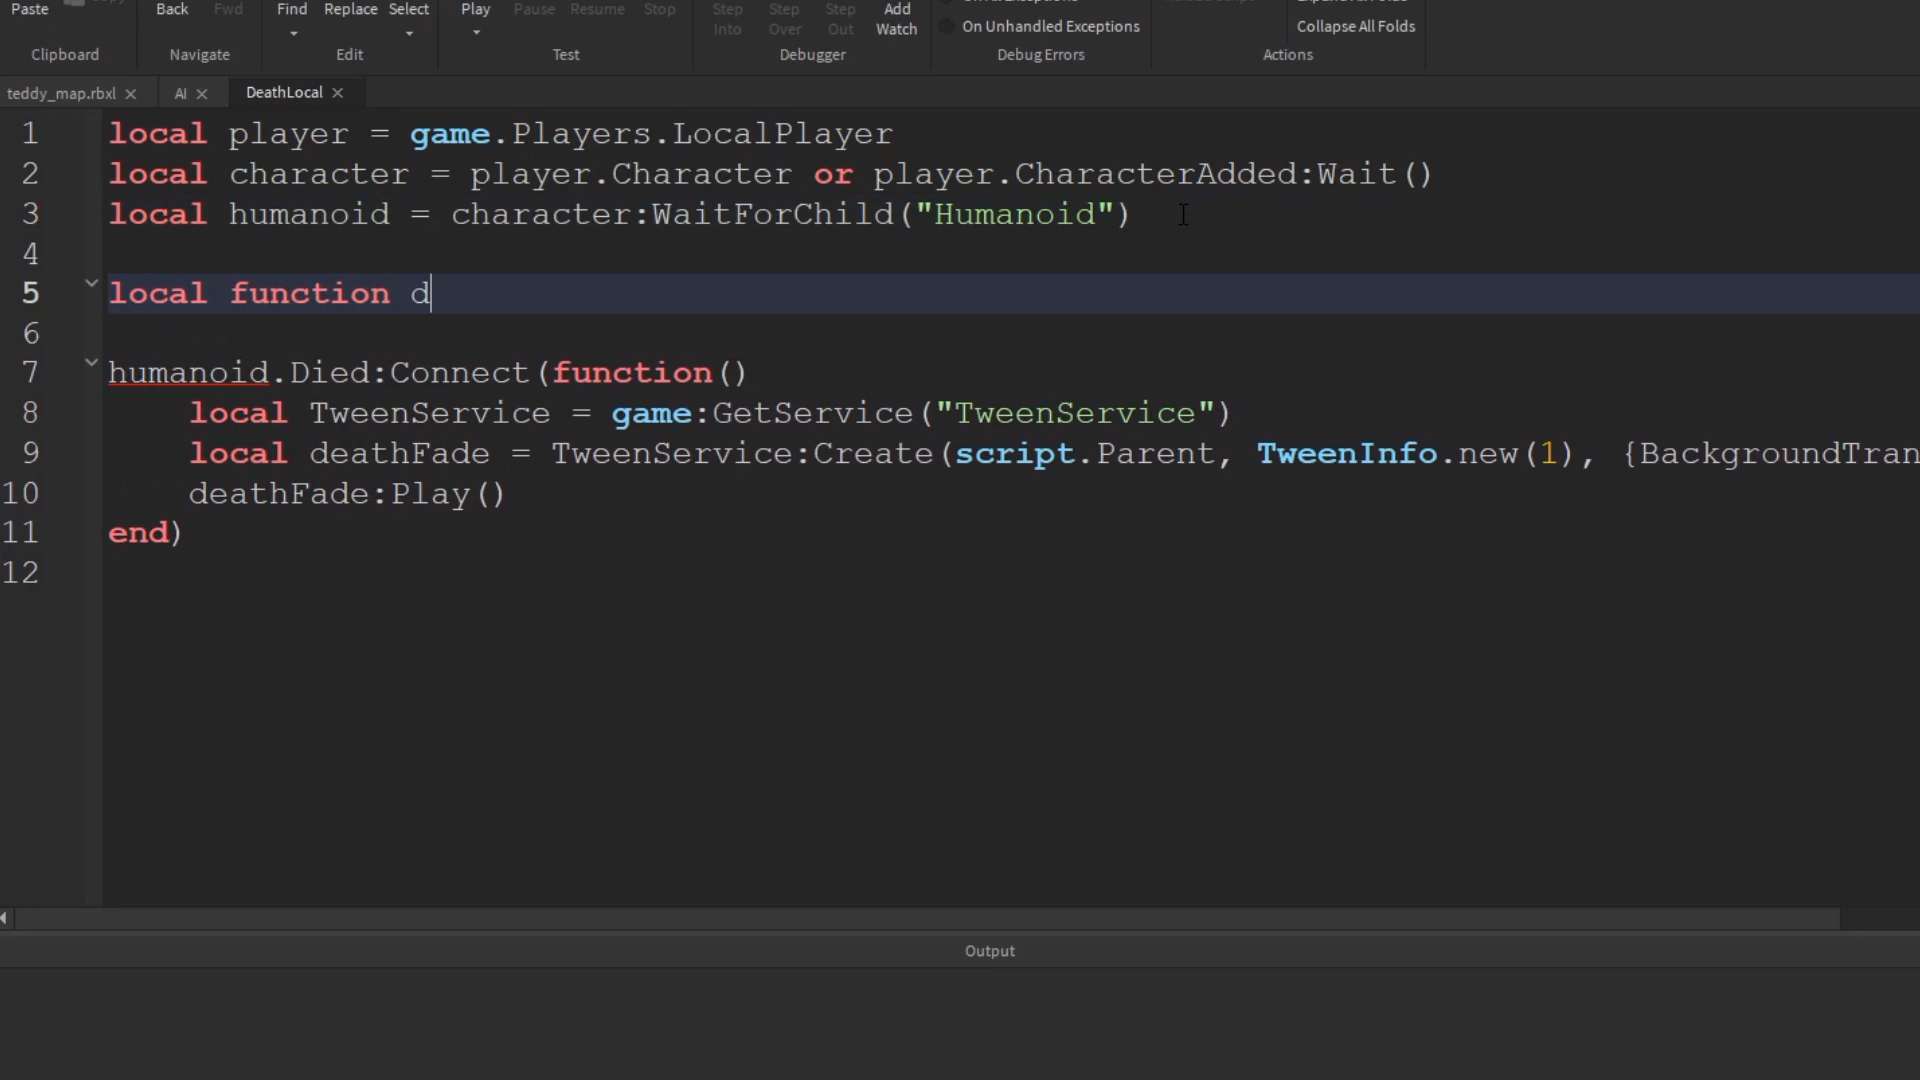 Paste Back Fwd Find Replace Select Play Pause Resume Stop Step Into Step Over Step Out Add Watch On Unhandled Exceptions Collapse All Folds
Clipboard Navigate Edit Test Debugger Debug Errors Actions
teddy_map.rbxl AI DeathLocal
1 local player = game.Players.LocalPlayer
2 local character = player.Character or player.CharacterAdded:Wait()
3 local humanoid = character:WaitForChild("Humanoid")
4
5 local function d
6
7 humanoid.Died:Connect(function()
8 local TweenService = game:GetService("TweenService")
9 local deathFade = TweenService:Create(script.Parent, TweenInfo.new(1), {BackgroundTran
10 deathFade:Play()
11 end)
12
Output